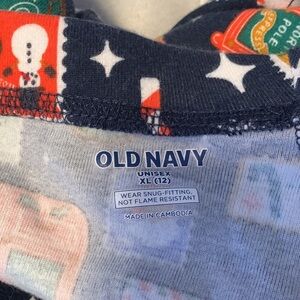 POLE
OLD NAVY
UNISEX
XL (12)
WEAR SNUG-FITTING,
NOT FLAME RESISTANT
MADE IN CAMBODIA